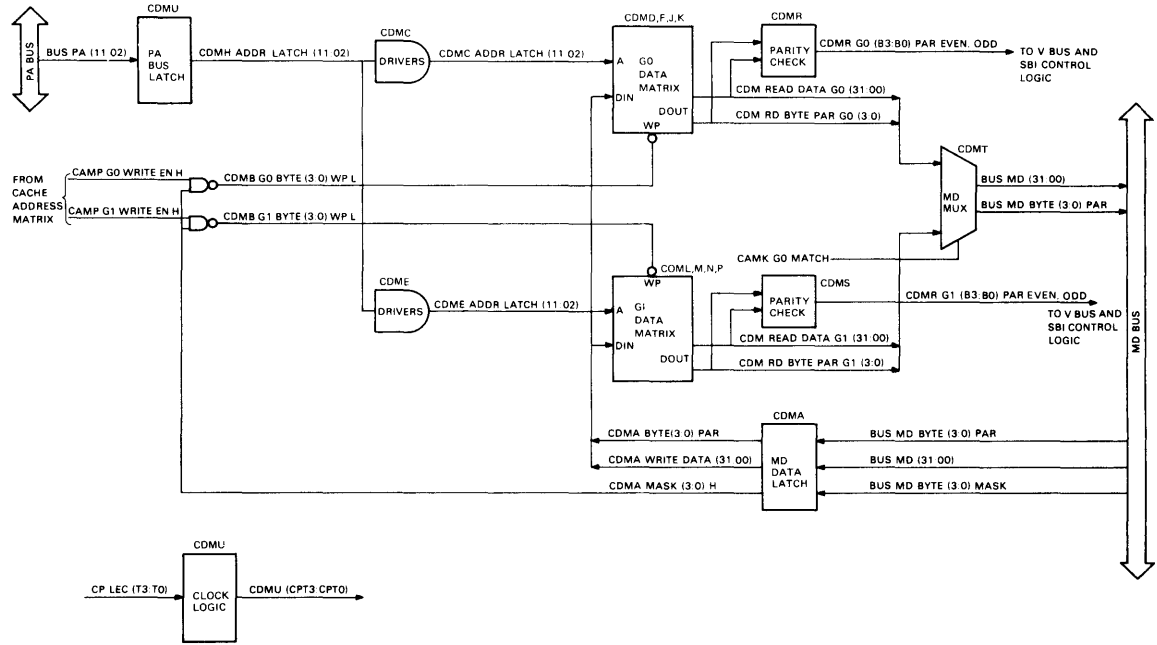 CDMU
PA BUS
BUS PA (11:02)
PA
BUS
LATCH
CDMH ADDR LATCH (11:02)
CDMC
DRIVERS
CDMC ADDR LATCH (11:02)
CDMD,F,J,K
A
G0
DATA
MATRIX
DIN
DOUT
WP
CDMR
PARITY
CHECK
CDMR G0 (B3:B0) PAR EVEN, ODD
TO V BUS AND
SBI CONTROL
LOGIC
CDM READ DATA G0 (31:00)
CDM RD BYTE PAR G0 (3:0)
FROM
CACHE
ADDRESS
MATRIX
CAMP G0 WRITE EN H
CDMB G0 BYTE (3:0) WP L
CAMP G1 WRITE EN H
CDMB G1 BYTE (3:0) WP L
CDMT
MD
MUX
BUS MD (31:00)
BUS MD BYTE (3:0) PAR
CAMK G0 MATCH
MD BUS
CDME
DRIVERS
CDME ADDR LATCH (11:02)
COML,M,N,P
WP
A
GI
DATA
MATRIX
DIN
DOUT
CDMS
PARITY
CHECK
CDMR G1 (B3:B0) PAR EVEN, ODD
TO V BUS AND
SBI CONTROL
LOGIC
CDM READ DATA G1 (31:00)
CDM RD BYTE PAR G1 (3:0)
CDMA
MD
DATA
LATCH
CDMA BYTE(3:0) PAR
BUS MD BYTE (3:0) PAR
CDMA WRITE DATA (31:00)
BUS MD (31:00)
CDMA MASK (3:0) H
BUS MD BYTE (3:0) MASK
CDMU
CP LEC (T3:T0)
CLOCK
LOGIC
CDMU (CPT3:CPT0)